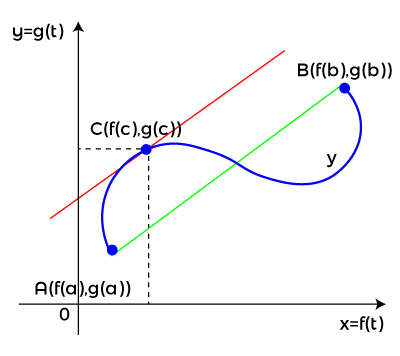 y=g(t)
B(f(b),g(b))
C(f(c),g(c))
y
A(f(a),g(a))
0
x=f(t)